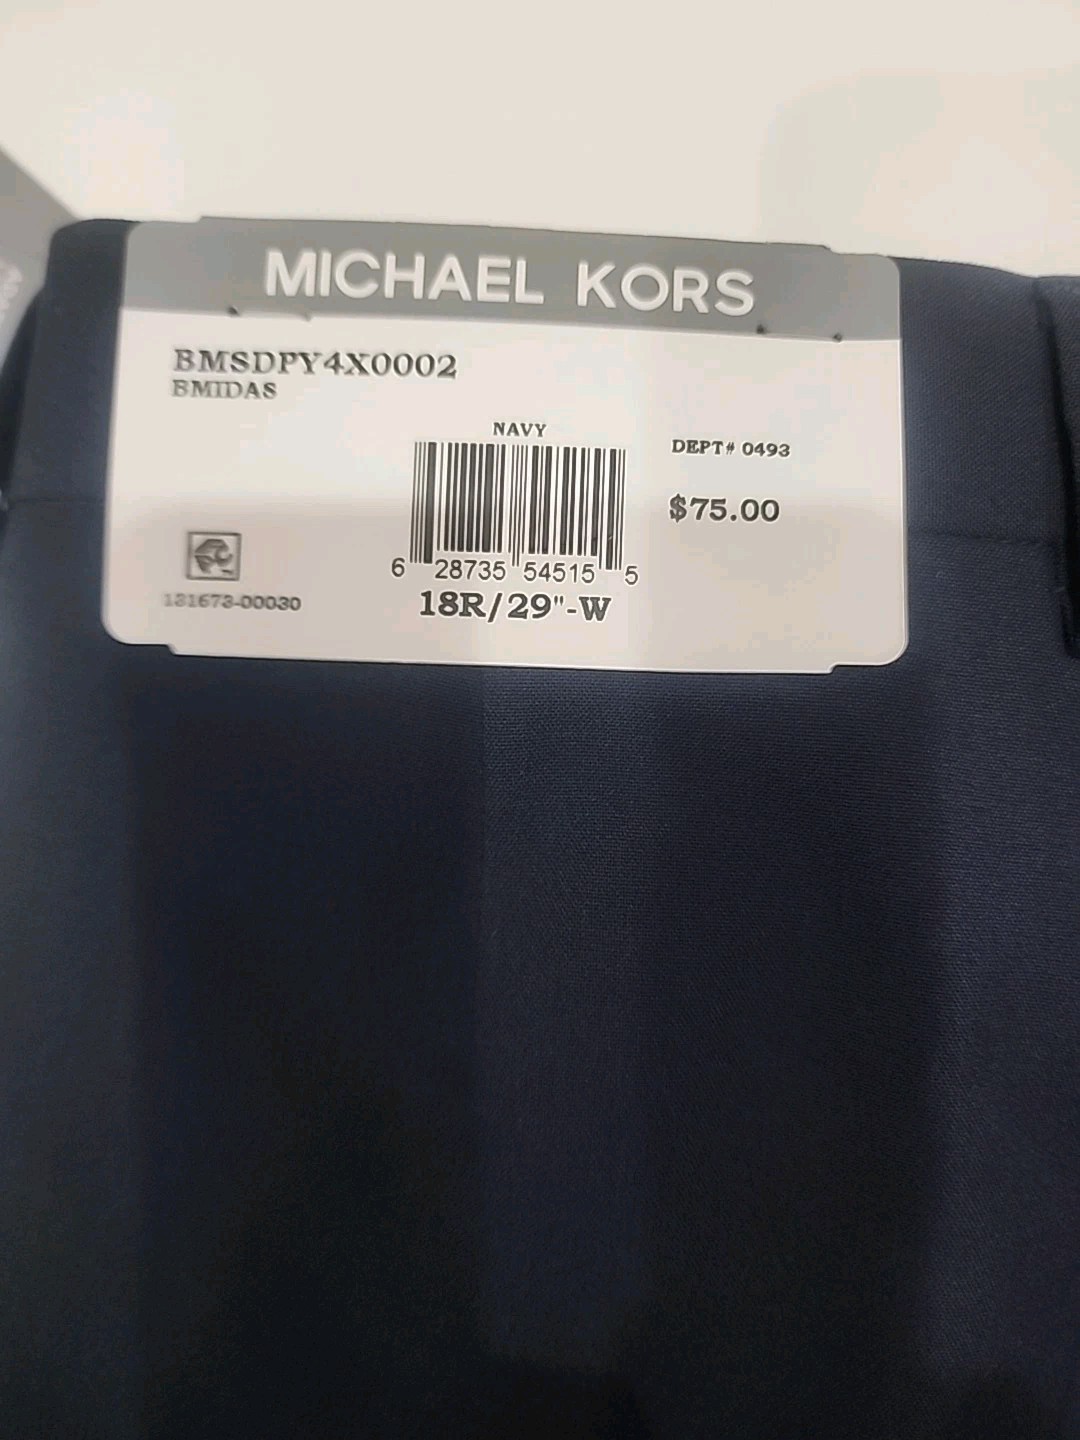 MICHAEL KORS
BMSDPY4X0002
BMIDAS
NAVY
DEPT# 0493
$75.00
6 28735 54515 5
131673-00030
18R/29"-W